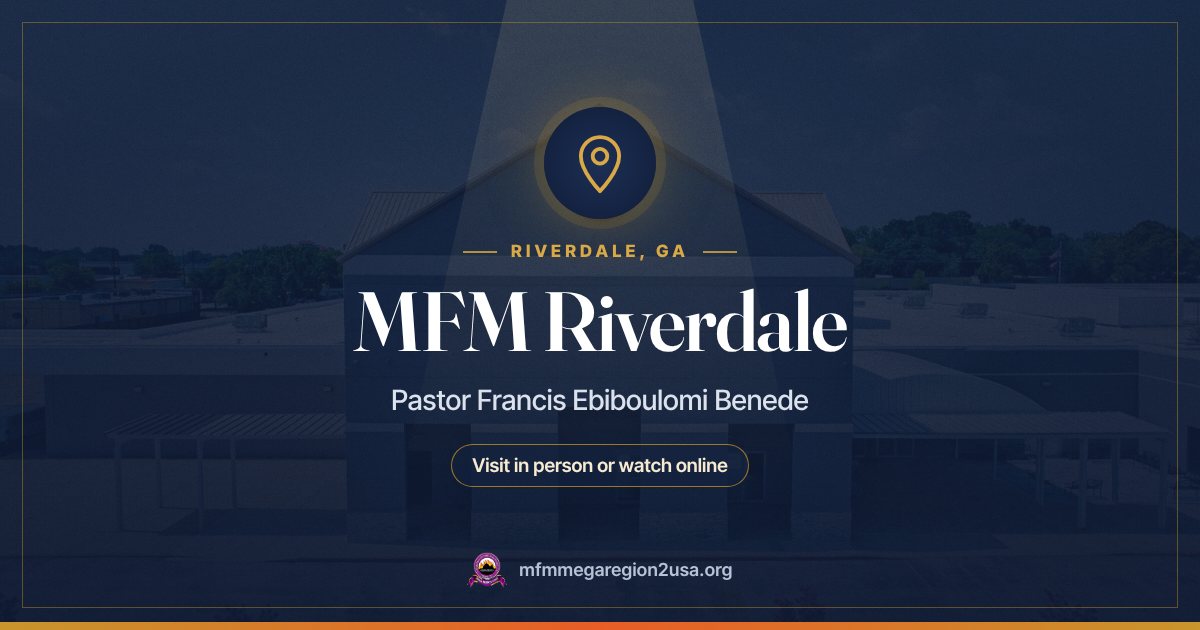 RIVERDALE, GA
MFM Riverdale
Pastor Francis Ebiboulomi Benede
Visit in person or watch online
mfmmegaregion2usa.org